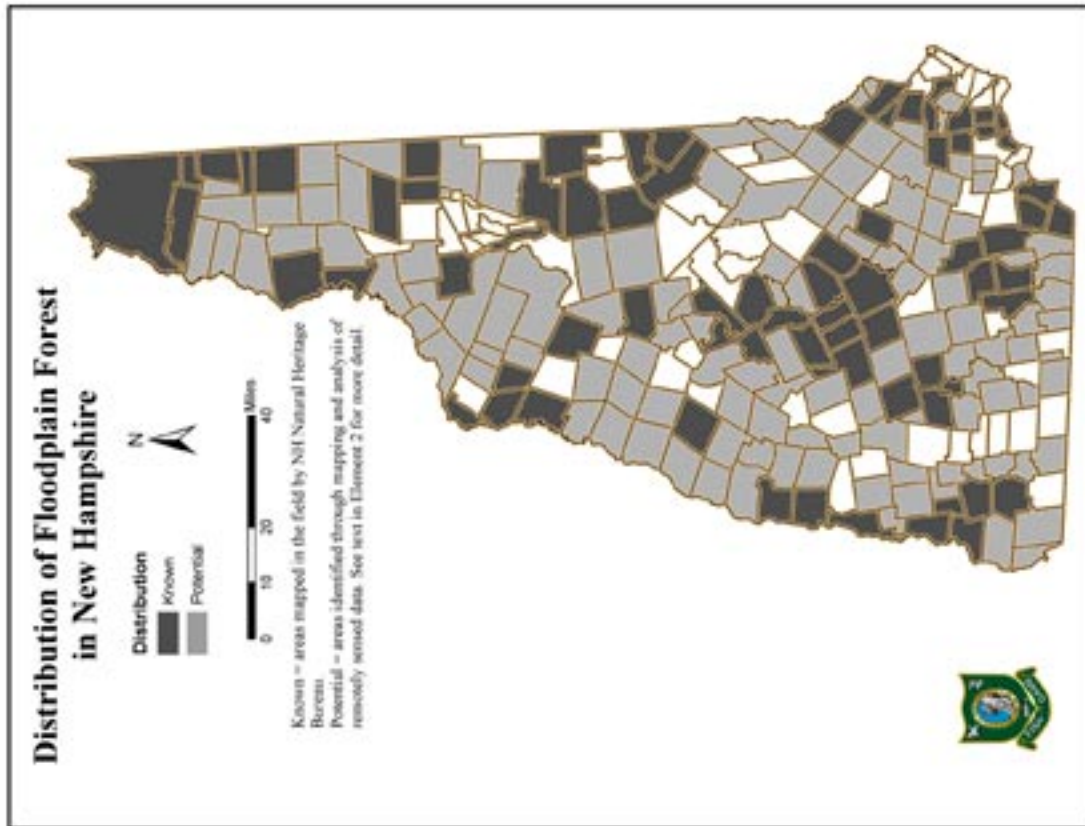 Distribution of Floodplain Forest
in New Hampshire
N
Distribution
Known
Potential
0 10 20 40
Miles
Known = areas mapped in the field by NH Natural Heritage
Bureau
Potential = areas identified through mapping and analysis of
remotely sensed data. See text in Element 2 for more detail.